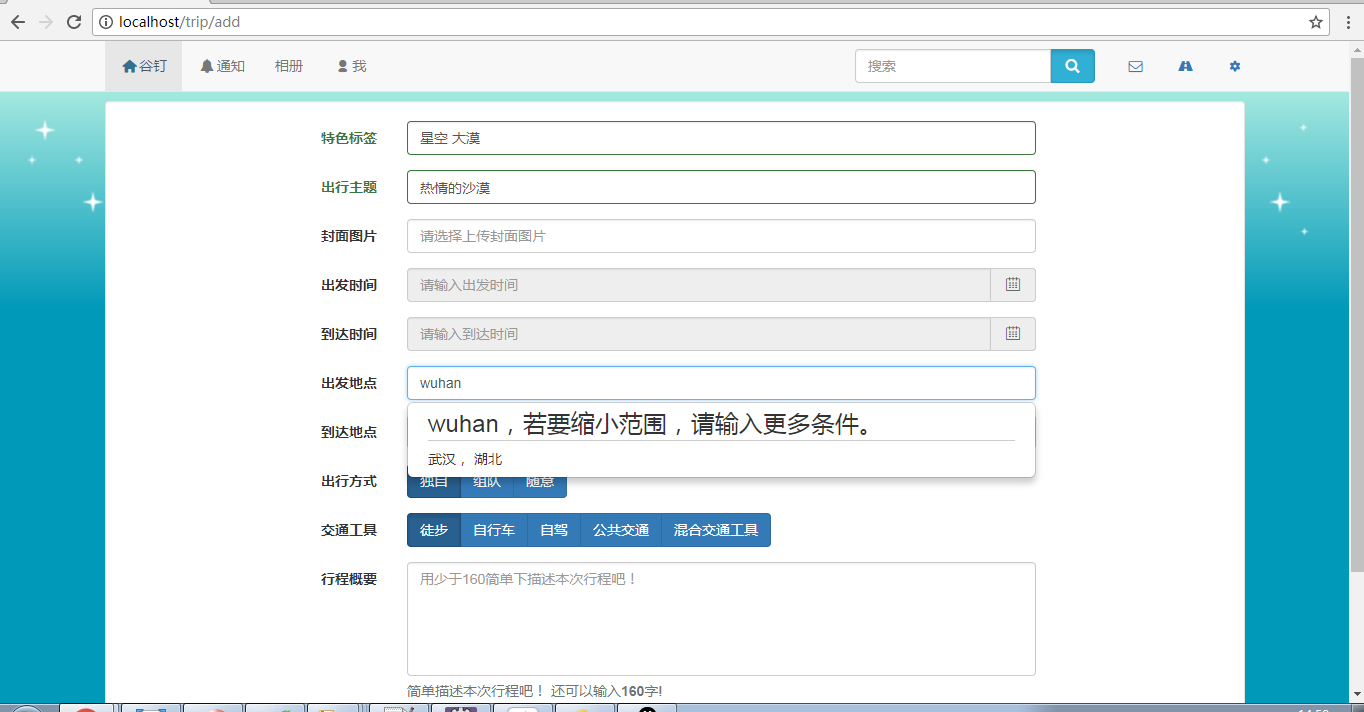 localhost/trip/add
谷钉 通知 相册 我 搜索
特色标签 星空 大漠
出行主题 热情的沙漠
封面图片 请选择上传封面图片
出发时间 请输入出发时间
到达时间 请输入到达时间
出发地点 wuhan
wuhan，若要缩小范围，请输入更多条件。
到达地点
武汉， 湖北
出行方式 独自 组队 随意
交通工具 徒步 自行车 自驾 公共交通 混合交通工具
行程概要 用少于160简单下描述本次行程吧！
简单描述本次行程吧！ 还可以输入160字!